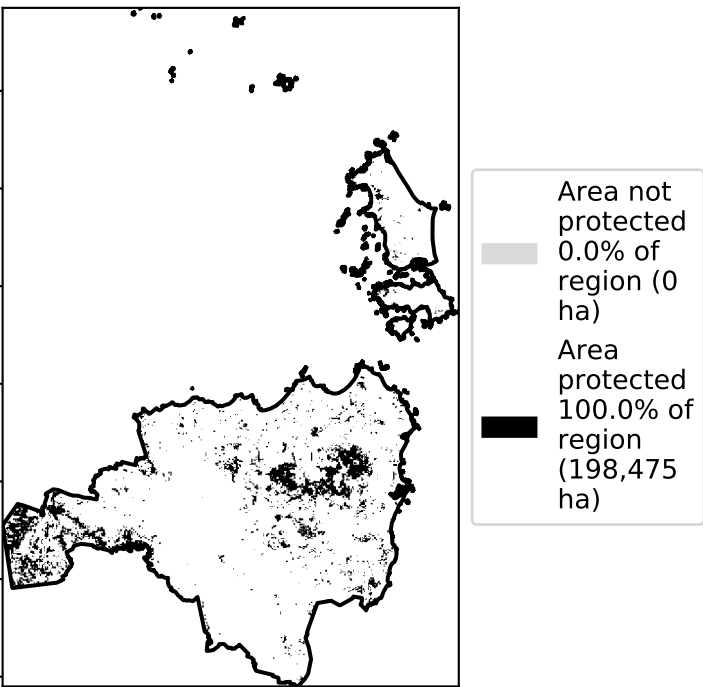 Area not
protected
0.0% of
region (0
ha)
Area
protected
100.0% of
region
(198,475
ha)